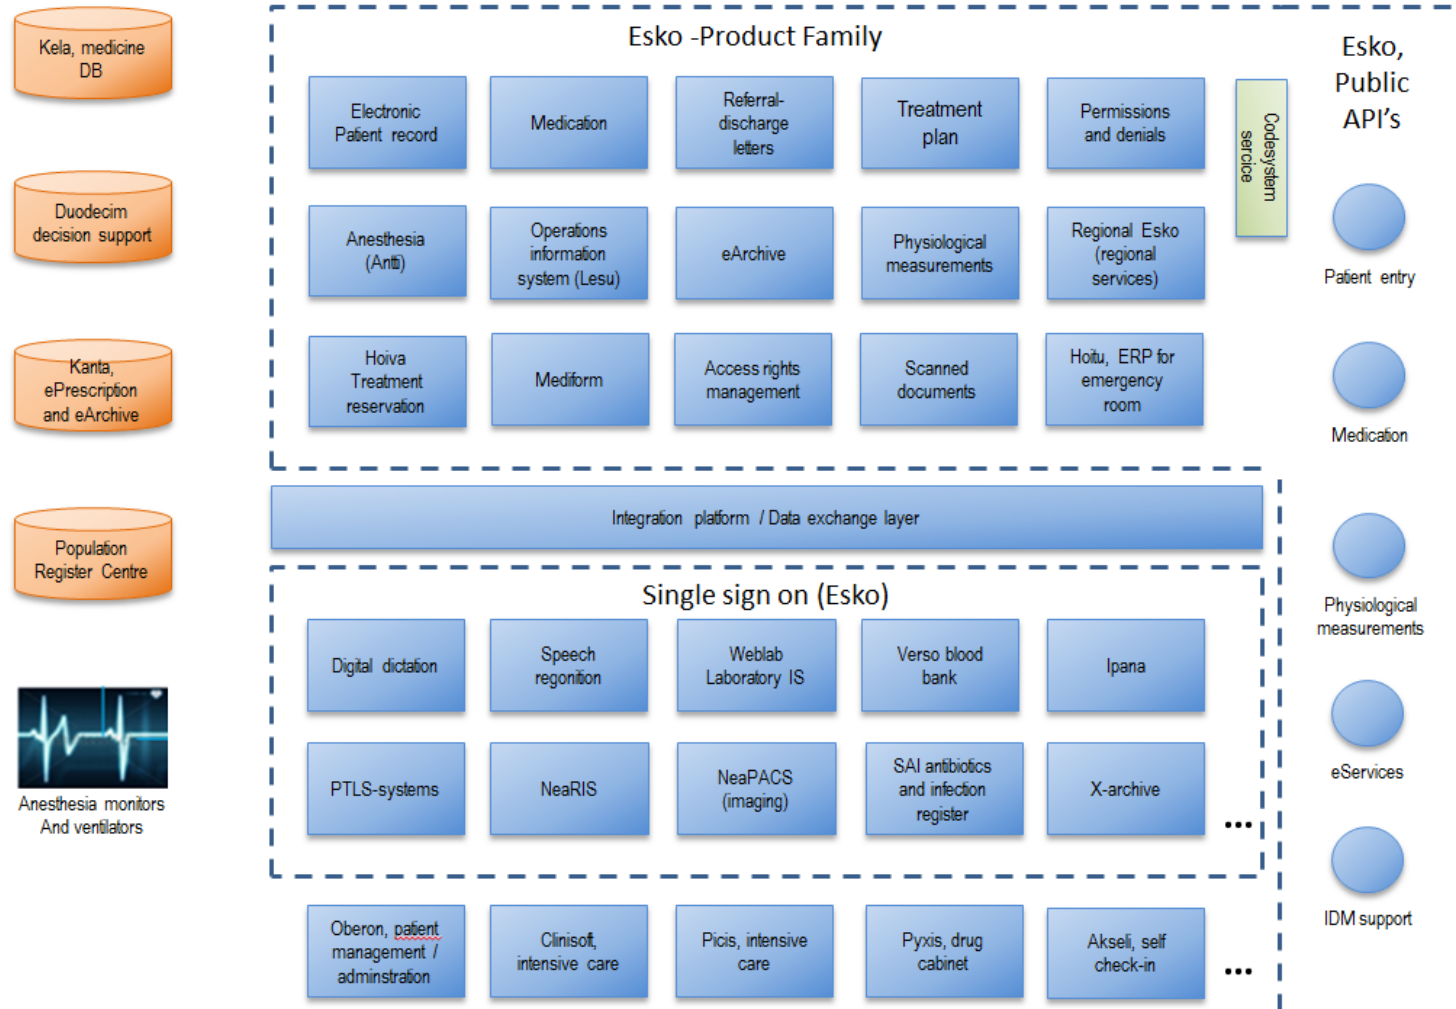 Kela, medicine
DB
Duodecim
decision support
Kanta,
ePrescription
and eArchive
Population
Register Centre
Anesthesia monitors
And ventilators
Esko -Product Family
Electronic
Patient record
Medication
Referral-
discharge
letters
Treatment
plan
Permissions
and denials
Codesystem
sercice
Anesthesia
(Antti)
Operations
information
system (Lesu)
eArchive
Physiological
measurements
Regional Esko
(regional
services)
Hoiva
Treatment
reservation
Mediform
Access rights
management
Scanned
documents
Hoitu, ERP for
emergency
room
Integration platform / Data exchange layer
Single sign on (Esko)
Digital dictation
Speech
regonition
Weblab
Laboratory IS
Verso blood
bank
Ipana
PTLS-systems
NeaRIS
NeaPACS
(imaging)
SAI antibiotics
and infection
register
X-archive
...
Oberon, patient
management /
adminstration
Clinisoft,
intensive care
Picis, intensive
care
Pyxis, drug
cabinet
Akseli, self
check-in
...
Esko,
Public
API's
Patient entry
Medication
Physiological
measurements
eServices
IDM support